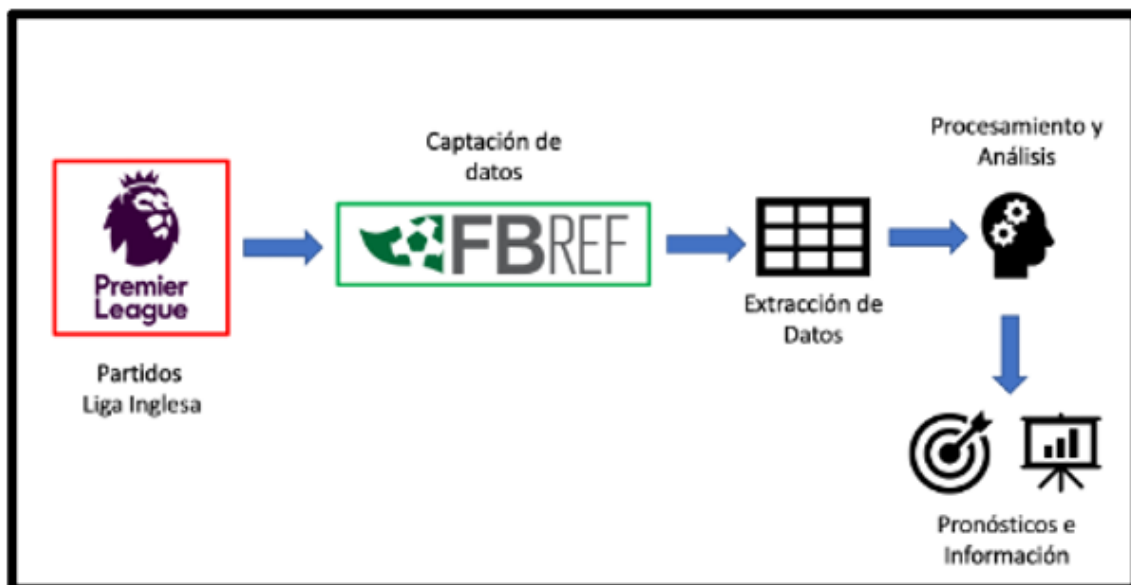 Premier
League
Partidos
Liga Inglesa
Captación de
datos
FBREF
Extracción de
Datos
Procesamiento y
Análisis
Pronósticos e
Información